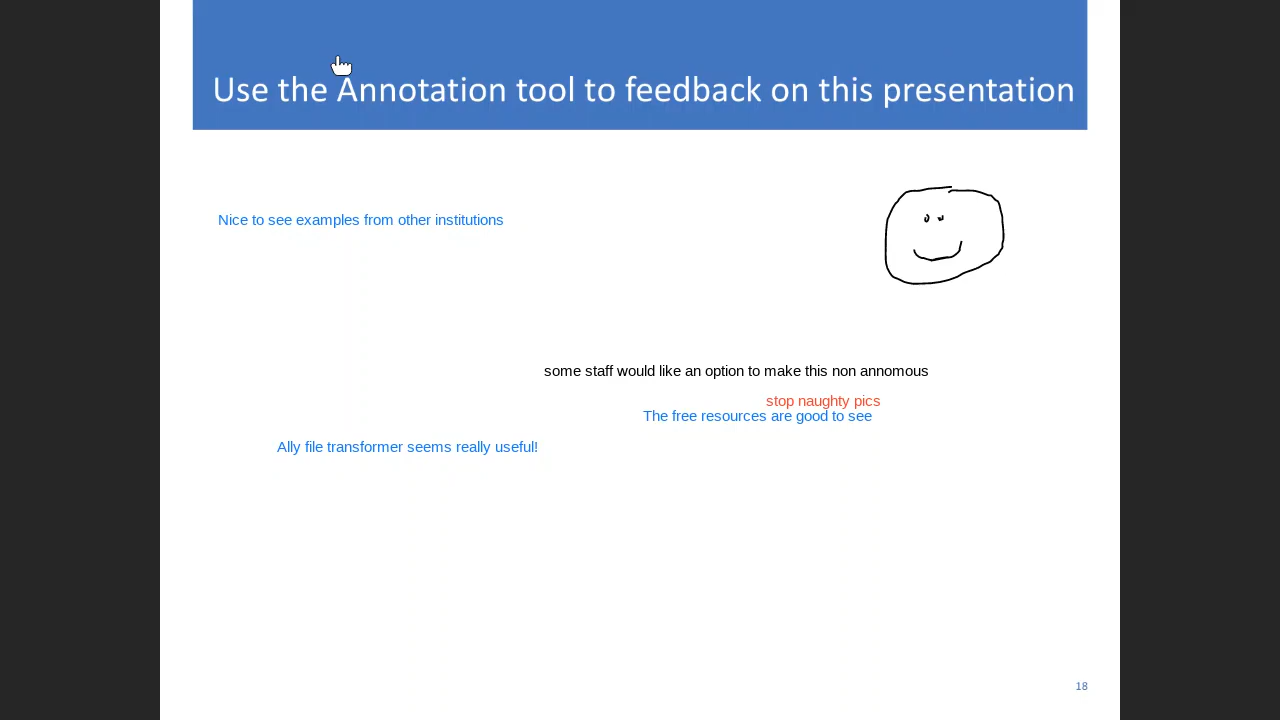 Use the Annotation tool to feedback on this presentation
Nice to see examples from other institutions
some staff would like an option to make this non annomous
stop naughty pics
The free resources are good to see
Ally file transformer seems really useful!
18